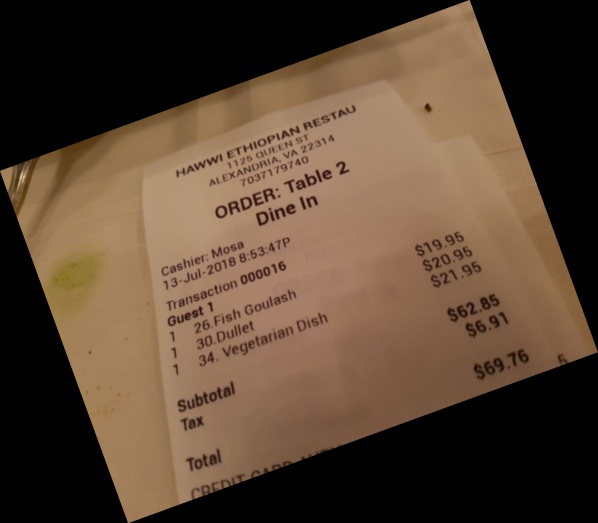 HAWWI ETHIOPIAN RESTAU
1125 QUEEN ST
ALEXANDRIA, VA 22314
7037179740
ORDER: Table 2
Dine In
Cashier: Mosa
13-Jul-2018 8:53:47P
Transaction 000016
Guest 1
1 26.Fish Goulash $19.95
1 30.Dullet $20.95
1 34. Vegetarian Dish $21.95
Subtotal $62.85
Tax $6.91
Total $69.76
CREDIT CARD